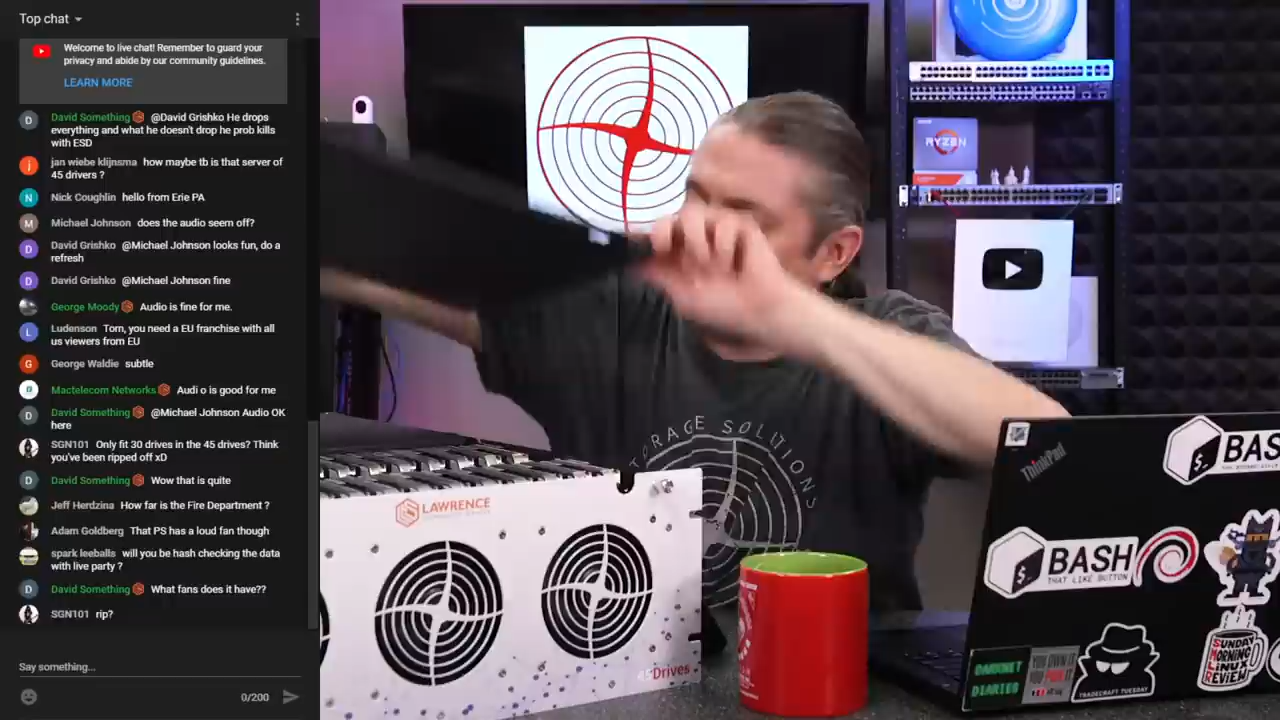 Top chat
Welcome to live chat! Remember to guard your
privacy and abide by our community guidelines.
LEARN MORE
D David Something @David Grishko He drops
everything and what he doesn't drop he prob kills
with ESD
j jan wiebe klijnsma how maybe tb is that server of
45 drivers ?
N Nick Coughlin hello from Erie PA
M Michael Johnson does the audio seem off?
D David Grishko @Michael Johnson looks fun, do a
refresh
D David Grishko @Michael Johnson fine
George Moody Audio is fine for me.
L Ludenson Tom, you need a EU franchise with all
us viewers from EU
G George Waldie subtle
Mactelecom Networks Audi o is good for me
D David Something @Michael Johnson Audio OK
here
SGN101 Only fit 30 drives in the 45 drives? Think
you've been ripped off xD
D David Something Wow that is quite
Jeff Herdzina How far is the Fire Department ?
Adam Goldberg That PS has a loud fan though
spark leeballs will you be hash checking the data
with live party ?
D David Something What fans does it have??
SGN101 rip?
Say something...
0/200
RYZEN
STORAGE SOLUTIONS
LAWRENCE
45Drives
ThinkPad
BAS
BASH
THAT LIKE BUTTON
DARKNET
DIARIES
TRADECRAFT TUESDAY
SUNDAY
MORNING
LINUX
REVIEW